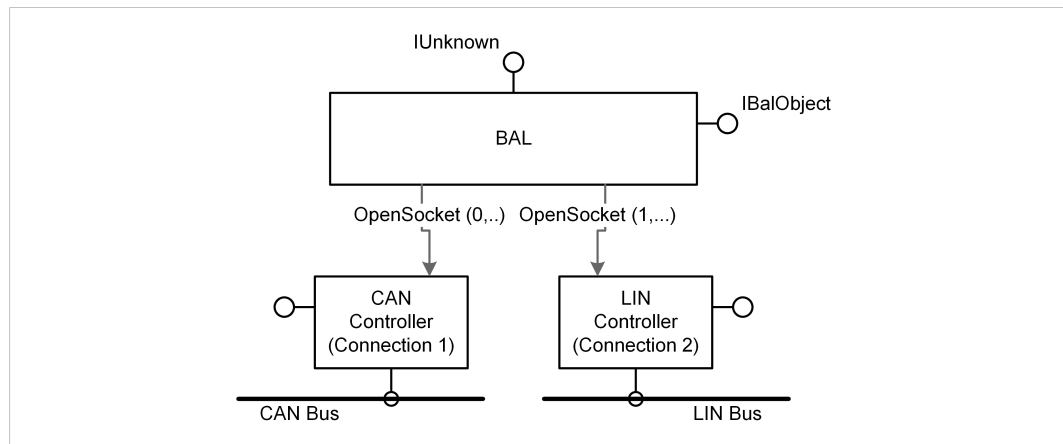 IUnknown
IBalObject
BAL
OpenSocket (0,..)
OpenSocket (1,...)
CAN
Controller
(Connection 1)
LIN
Controller
(Connection 2)
CAN Bus
LIN Bus